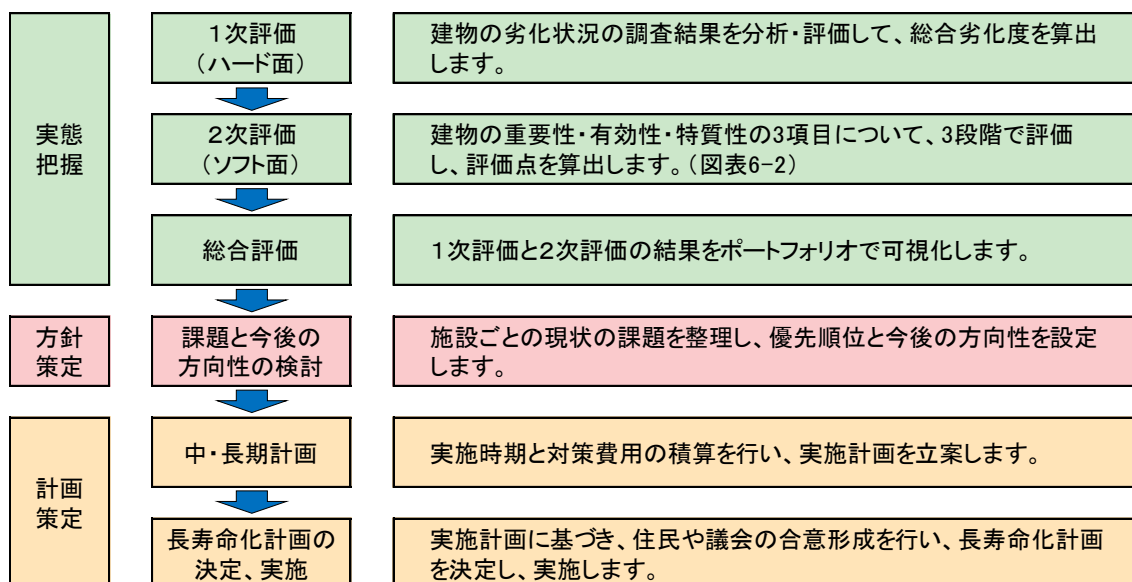 実態
把握
1次評価
（ハード面）
建物の劣化状況の調査結果を分析・評価して、総合劣化度を算出
します。
２次評価
（ソフト面）
建物の重要性・有効性・特質性の3項目について、3段階で評価
し、評価点を算出します。（図表6-2）
総合評価
１次評価と２次評価の結果をポートフォリオで可視化します。
方針
策定
課題と今後の
方向性の検討
施設ごとの現状の課題を整理し、優先順位と今後の方向性を設定
します。
計画
策定
中・長期計画
実施時期と対策費用の積算を行い、実施計画を立案します。
長寿命化計画の
決定、実施
実施計画に基づき、住民や議会の合意形成を行い、長寿命化計画
を決定し、実施します。